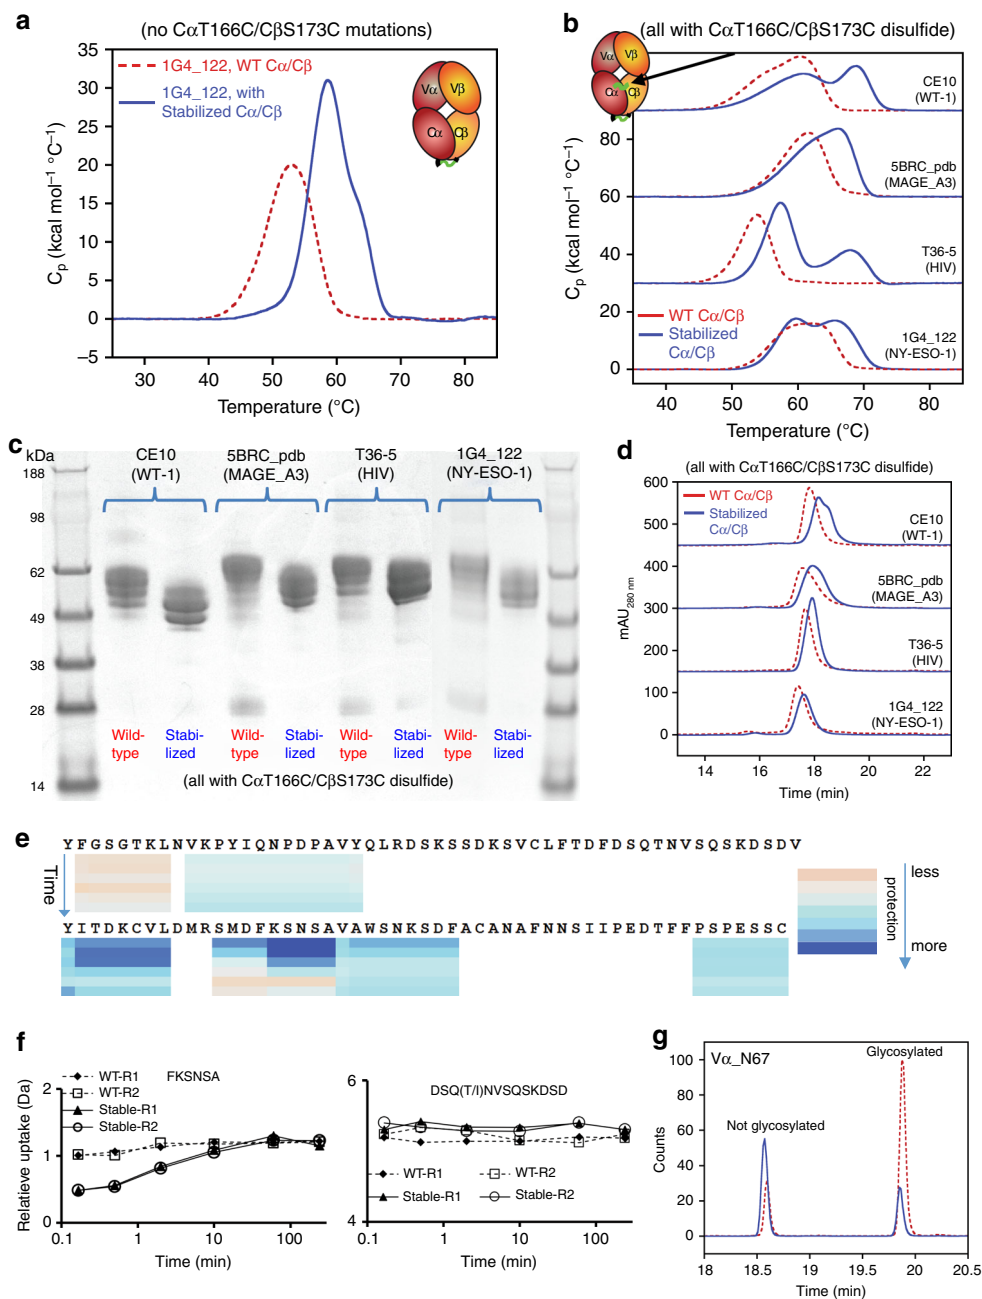 a
(no CαT166C/CβS173C mutations)
35
30
25
20
15
10
5
0
–5
Cp (kcal mol⁻¹ °C⁻¹)
1G4_122, WT Cα/Cβ
1G4_122, with
Stabilized Cα/Cβ
Vα
Vβ
Cα
Cβ
30 40 50 60 70 80
Temperature (°C)
b
(all with CαT166C/CβS173C disulfide)
Vα
Vβ
Cα
Cβ
80
60
40
20
0
Cp (kcal mol⁻¹ °C⁻¹)
CE10
(WT-1)
5BRC_pdb
(MAGE_A3)
T36-5
(HIV)
WT Cα/Cβ
Stabilized
Cα/Cβ
1G4_122
(NY-ESO-1)
40 50 60 70 80
Temperature (°C)
c
kDa
188
98
62
49
38
28
14
CE10
(WT-1)
5BRC_pdb
(MAGE_A3)
T36-5
(HIV)
1G4_122
(NY-ESO-1)
Wild-
type
Stabi-
lized
Wild-
type
Stabi-
lized
Wild-
type
Stabi-
lized
Wild-
type
Stabi-
lized
(all with CαT166C/CβS173C disulfide)
d
(all with CαT166C/CβS173C disulfide)
600
500
400
300
200
100
0
mAU280 nm
WT Cα/Cβ
Stabilized
Cα/Cβ
CE10
(WT-1)
5BRC_pdb
(MAGE_A3)
T36-5
(HIV)
1G4_122
(NY-ESO-1)
14 16 18 20 22
Time (min)
e
YFGSGTKLNVKPYIQNPDPAVYQLRDSKSSDKSVCLFTDFDSQTNVSQSKDSDV
Time
YITDKCVLDMRSMDFKSNSAVAWSNKSDFACANAFNNSIIPEDTFFPSPESSC
less
protection
more
f
Relatieve uptake (Da)
WT-R1
WT-R2
Stable-R1
Stable-R2
FKSNSA
2
1
0
0.1 1 10 100
Time (min)
6
4
DSQ(T/I)NVSQSKDSD
WT-R1
WT-R2
Stable-R1
Stable-R2
0.1 1 10 100
Time (min)
g
Vα_N67
Glycosylated
Not glycosylated
Counts
100
80
60
40
20
0
18 18.5 19 19.5 20 20.5
Time (min)